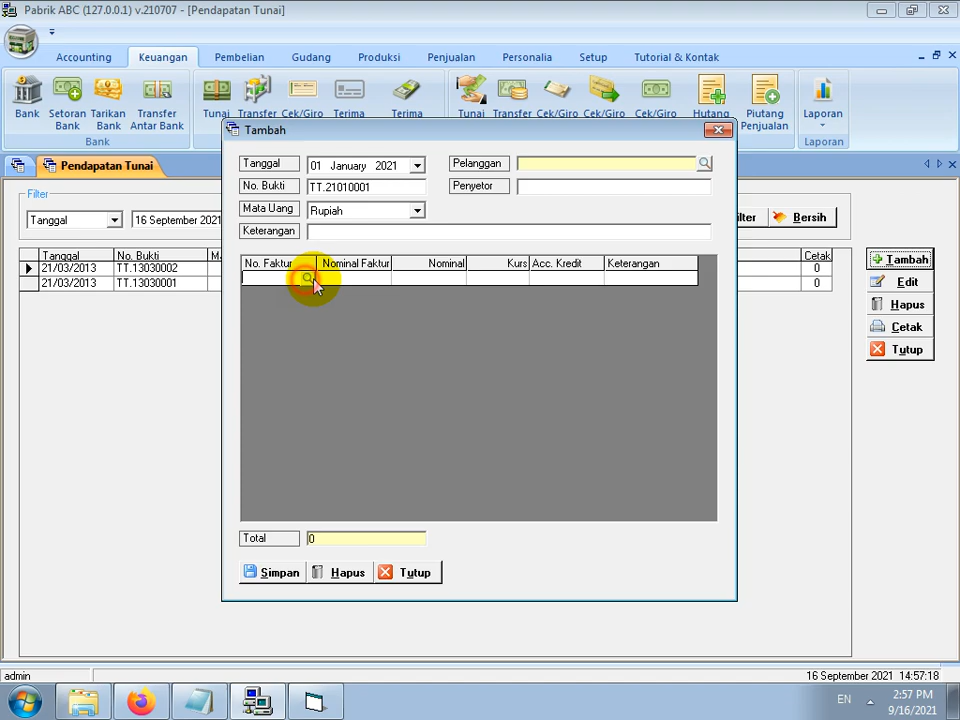 Pabrik ABC (127.0.0.1) v.210707 - [Pendapatan Tunai]
Accounting Keuangan Pembelian Gudang Produksi Penjualan Personalia Setup Tutorial & Kontak
Bank Setoran Bank Tarikan Bank Transfer Antar Bank Tunai Transfer Cek/Giro Terima Terima Tunai Transfer Cek/Giro Cek/Giro Cek/Giro Hutang Piutang Penjualan Laporan
Bank Laporan
Pendapatan Tunai
Tambah
Filter
Tanggal 16 September 2021 ilter Bersih
Tanggal No. Bukti Cetak
21/03/2013 TT.13030002 0
21/03/2013 TT.13030001 0
Tanggal 01 January 2021 Pelanggan
No. Bukti TT.21010001 Penyetor
Mata Uang Rupiah
Keterangan
No. Faktur Nominal Faktur Nominal Kurs Acc. Kredit Keterangan
Total 0
Simpan Hapus Tutup
Tambah
Edit
Hapus
Cetak
Tutup
admin 16 September 2021 14:57:18
EN 2:57 PM
9/16/2021